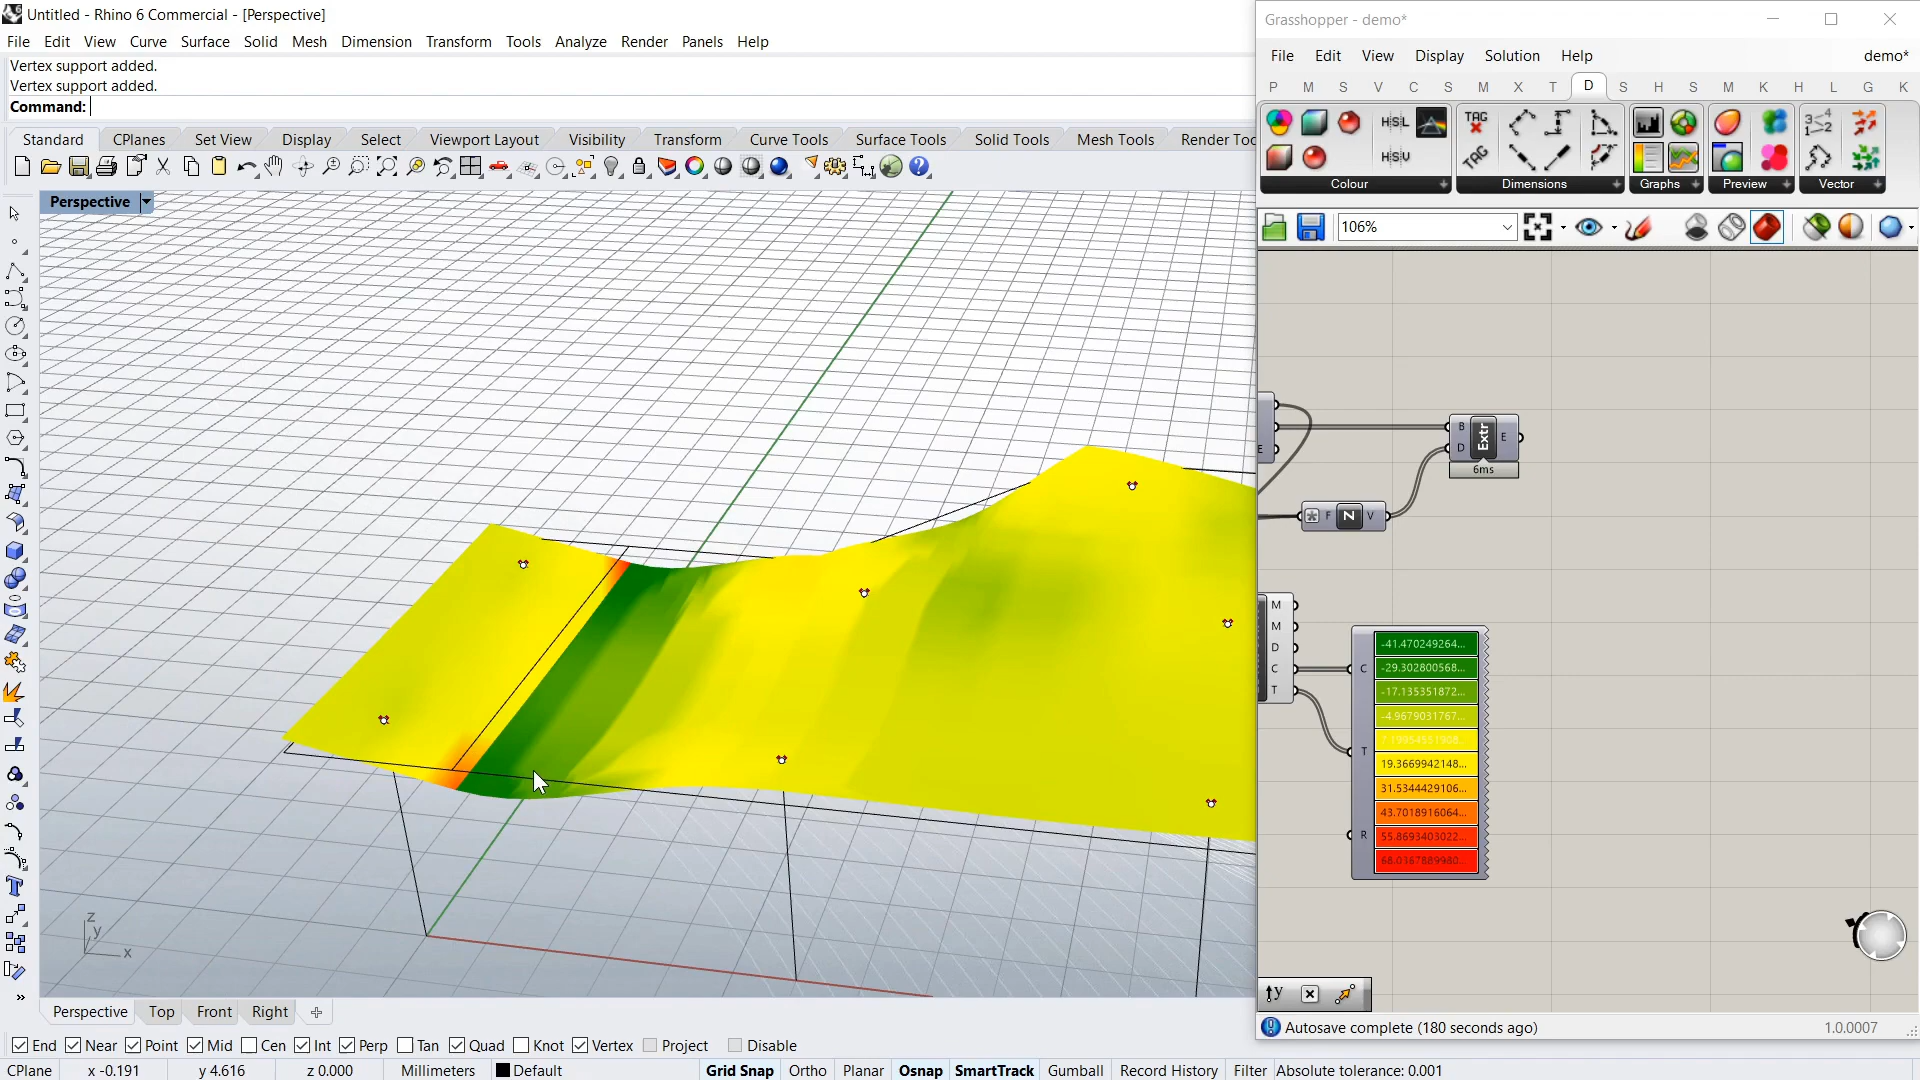 Untitled - Rhino 6 Commercial - [Perspective]
File Edit View Curve Surface Solid Mesh Dimension Transform Tools Analyze Render Panels Help
Vertex support added.
Vertex support added.
Command:
Standard CPlanes Set View Display Select Viewport Layout Visibility Transform Curve Tools Surface Tools Solid Tools Mesh Tools Render Too
Perspective
z
y
x
Perspective Top Front Right
End Near Point Mid Cen Int Perp Tan Quad Knot Vertex Project Disable
CPlane x -0.191 y 4.616 z 0.000 Millimeters Default Grid Snap Ortho Planar Osnap SmartTrack Gumball Record History Filter Absolute tolerance: 0.001
Grasshopper - demo*
File Edit View Display Solution Help demo*
P M S V C S M X T D S H S M K H L G K
H S L TAG
H S V TAG
Colour Dimensions Graphs Preview Vector
106%
B D Extr E
6ms
E
F N V
M
M
D
C
T
C
T
R
-41.470249264...
-29.302800568...
-17.135351872...
-4.9679031767...
19.3669942148...
31.5344429106...
43.7018916064...
55.8693403022...
68.0367889980...
Autosave complete (180 seconds ago) 1.0.0007